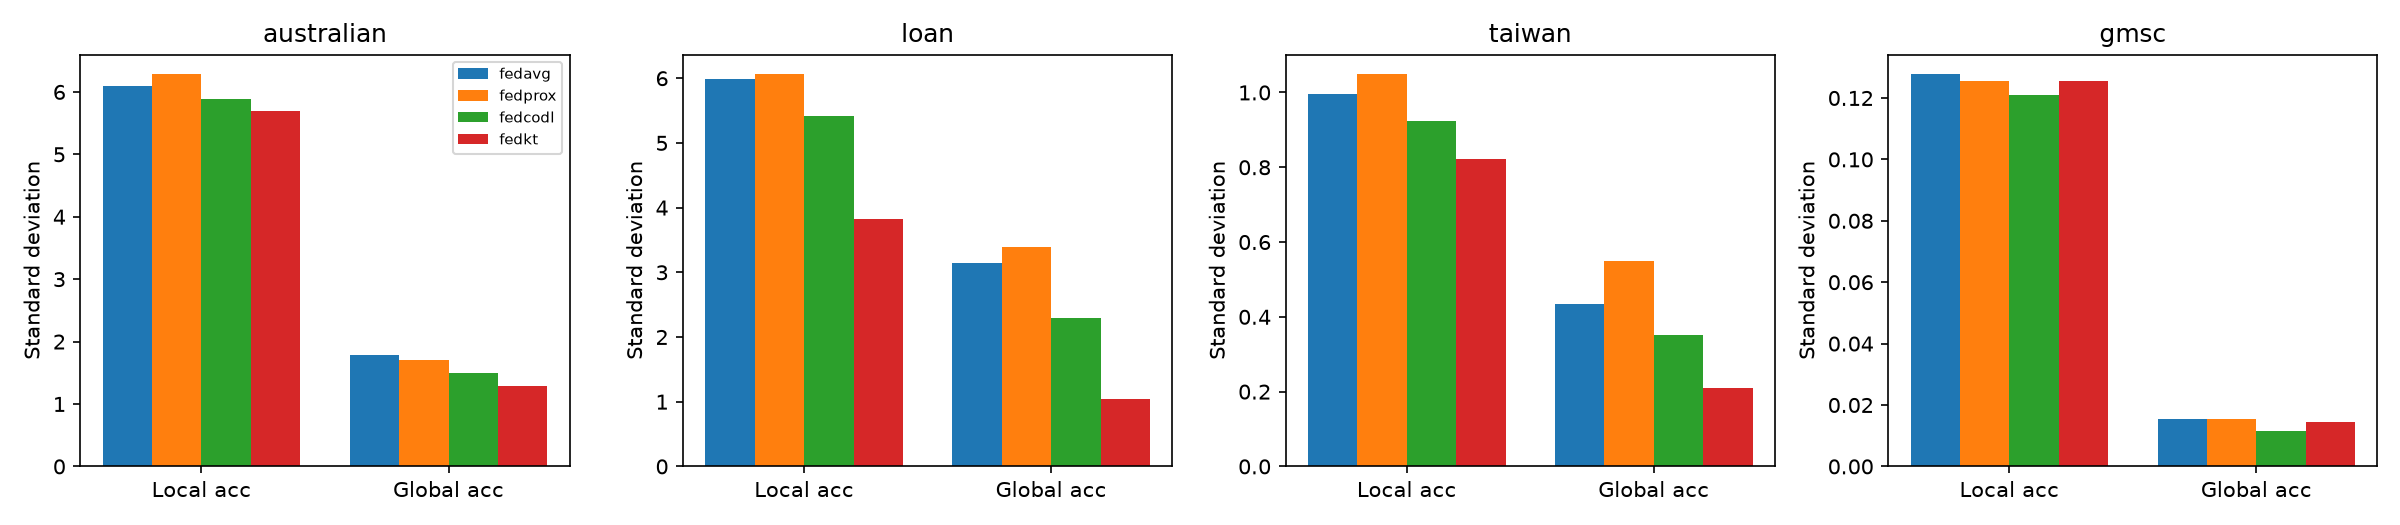 australian
Standard deviation
6
5
4
3
2
1
0
Local acc
Global acc
fedavg
fedprox
fedcodl
fedkt
loan
Standard deviation
6
5
4
3
2
1
0
Local acc
Global acc
taiwan
Standard deviation
1.0
0.8
0.6
0.4
0.2
0.0
Local acc
Global acc
gmsc
Standard deviation
0.12
0.10
0.08
0.06
0.04
0.02
0.00
Local acc
Global acc